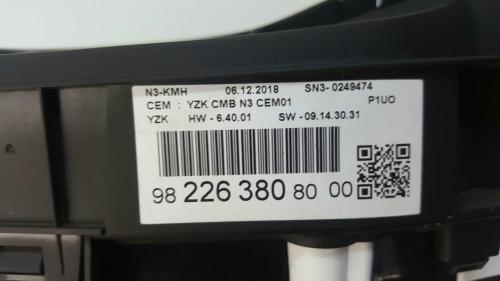 N3-KMH 06.12.2018 SN3- 0249474
CEM : YZK CMB N3 CEM01 P1UO
YZK HW - 6.40.01 SW - 09.14.30.31
98 226 380 80 00